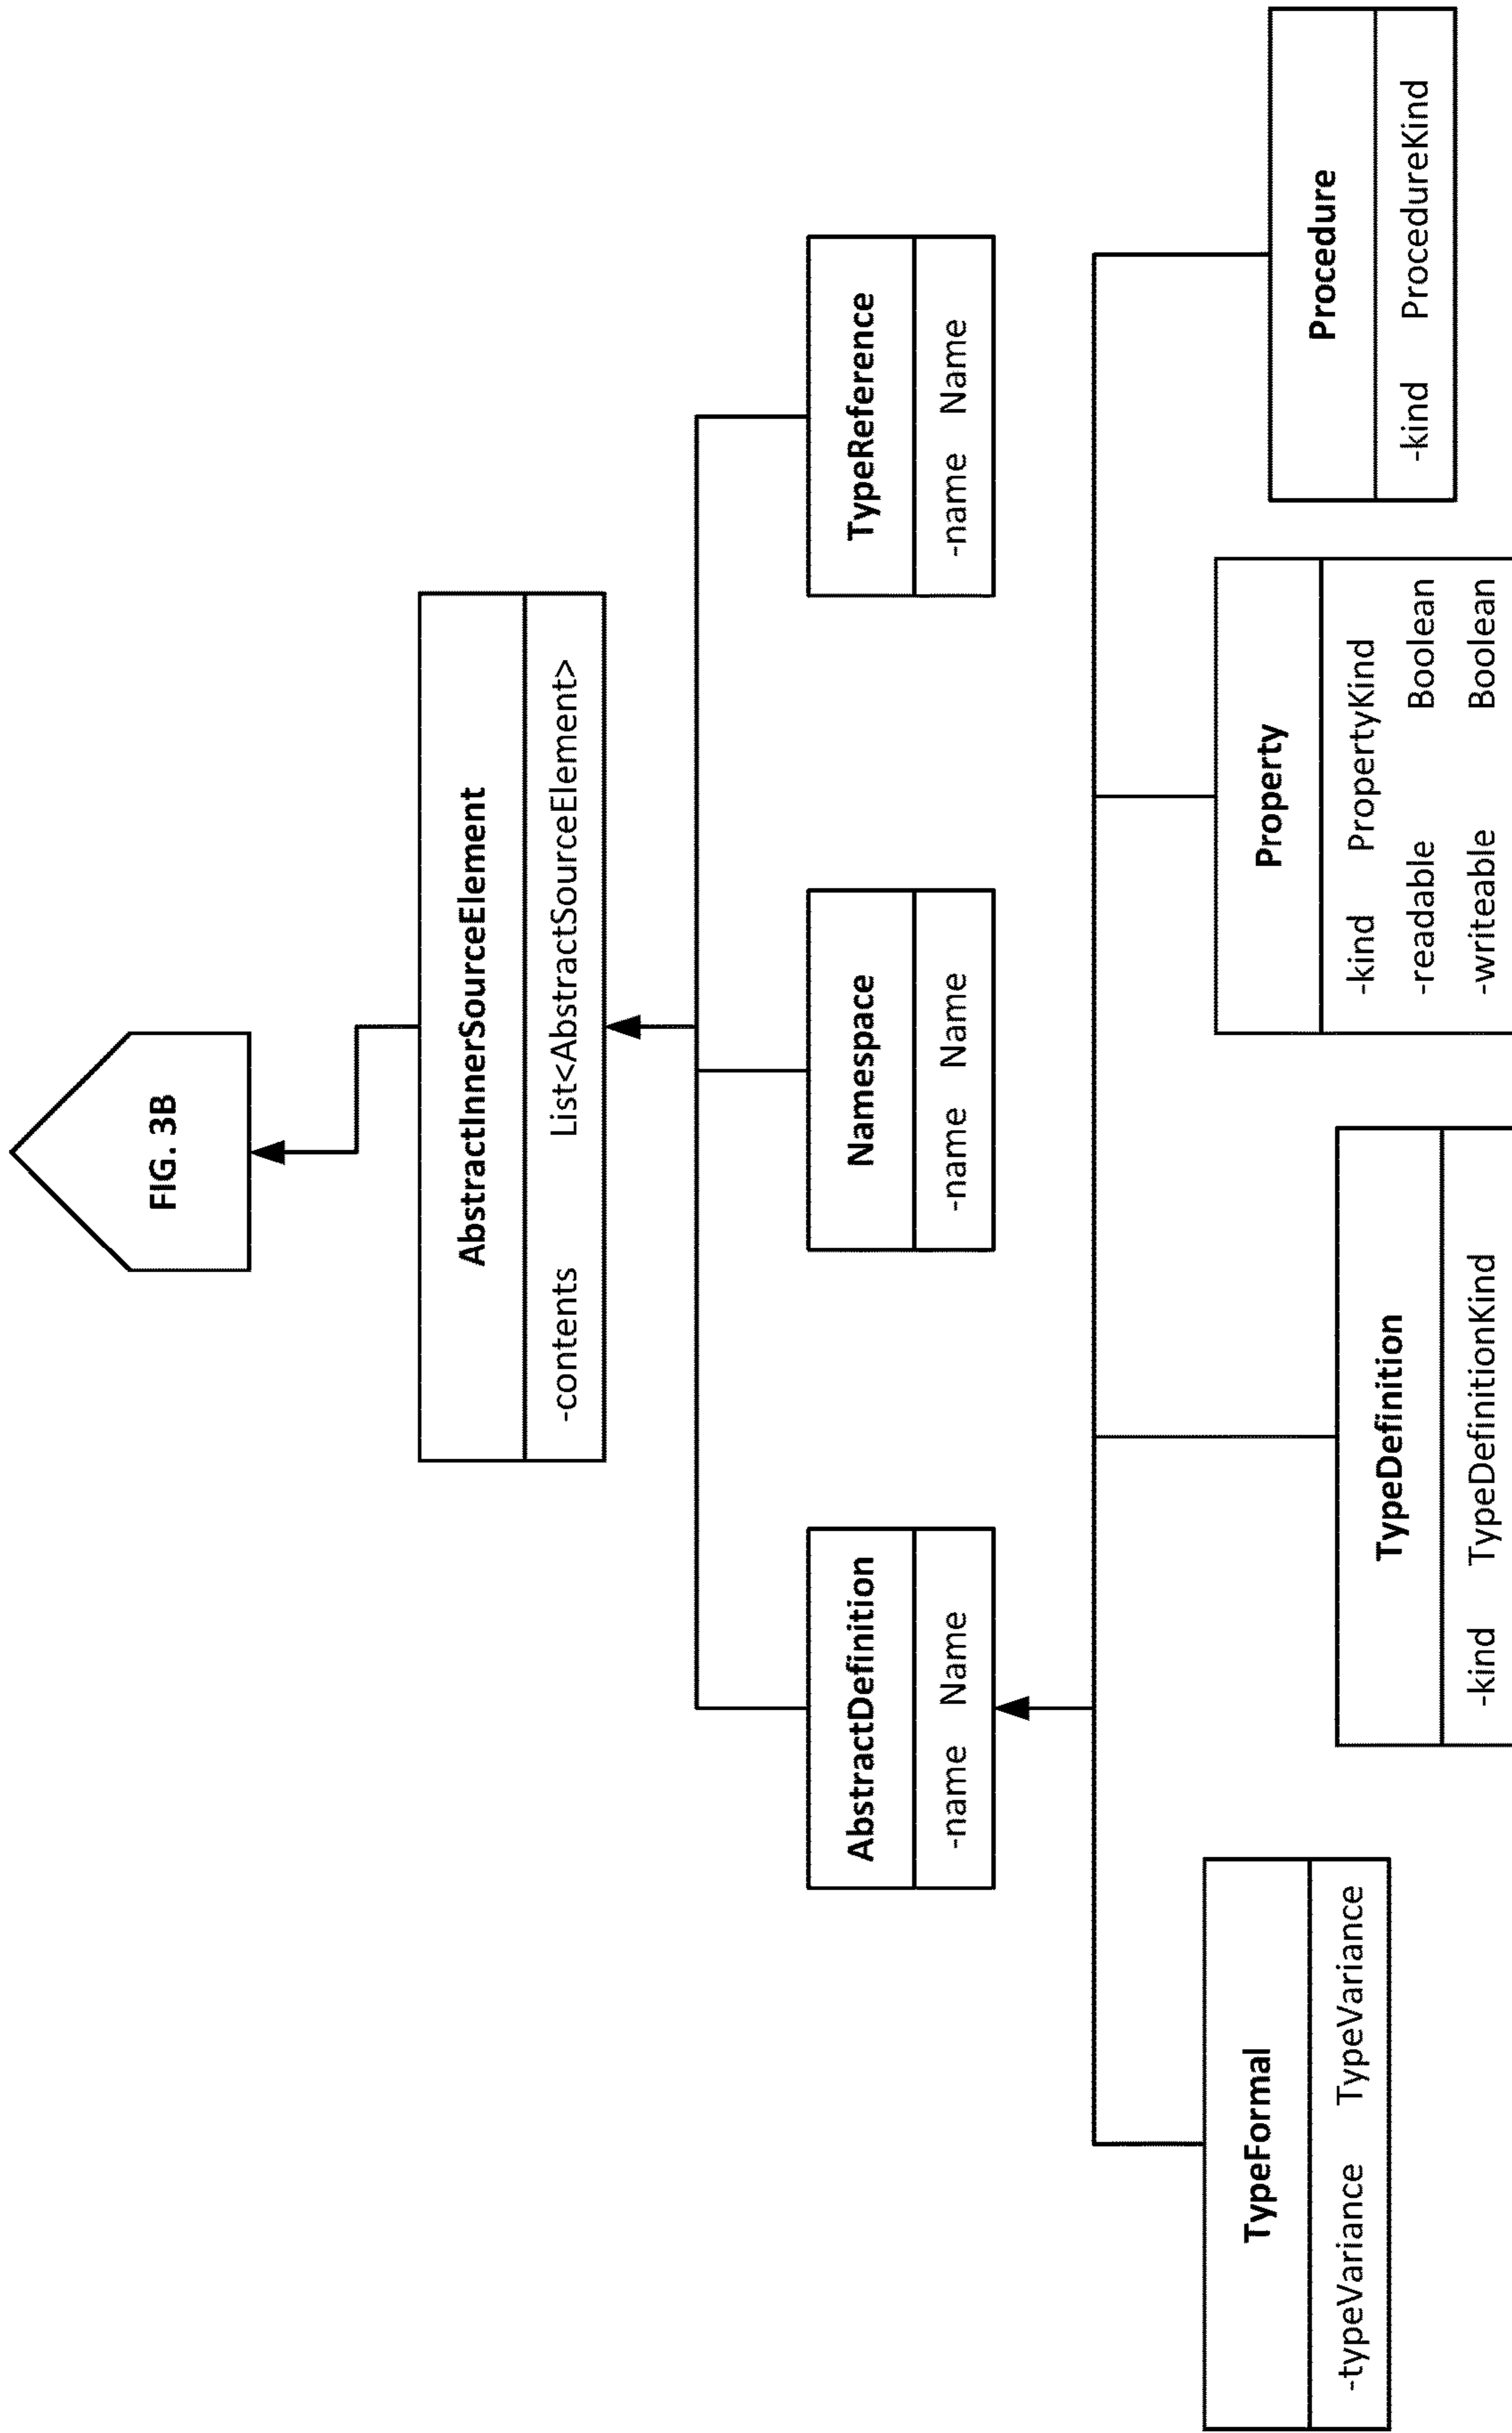 FIG. 3B
AbstractInnerSourceElement
-contents List<AbstractSourceElement>
AbstractDefinition
-name Name
Namespace
-name Name
TypeReference
-name Name
TypeFormal
-typeVariance TypeVariance
TypeDefinition
-kind TypeDefinitionKind
Property
-kind PropertyKind
-readable Boolean
-writeable Boolean
Procedure
-kind ProcedureKind